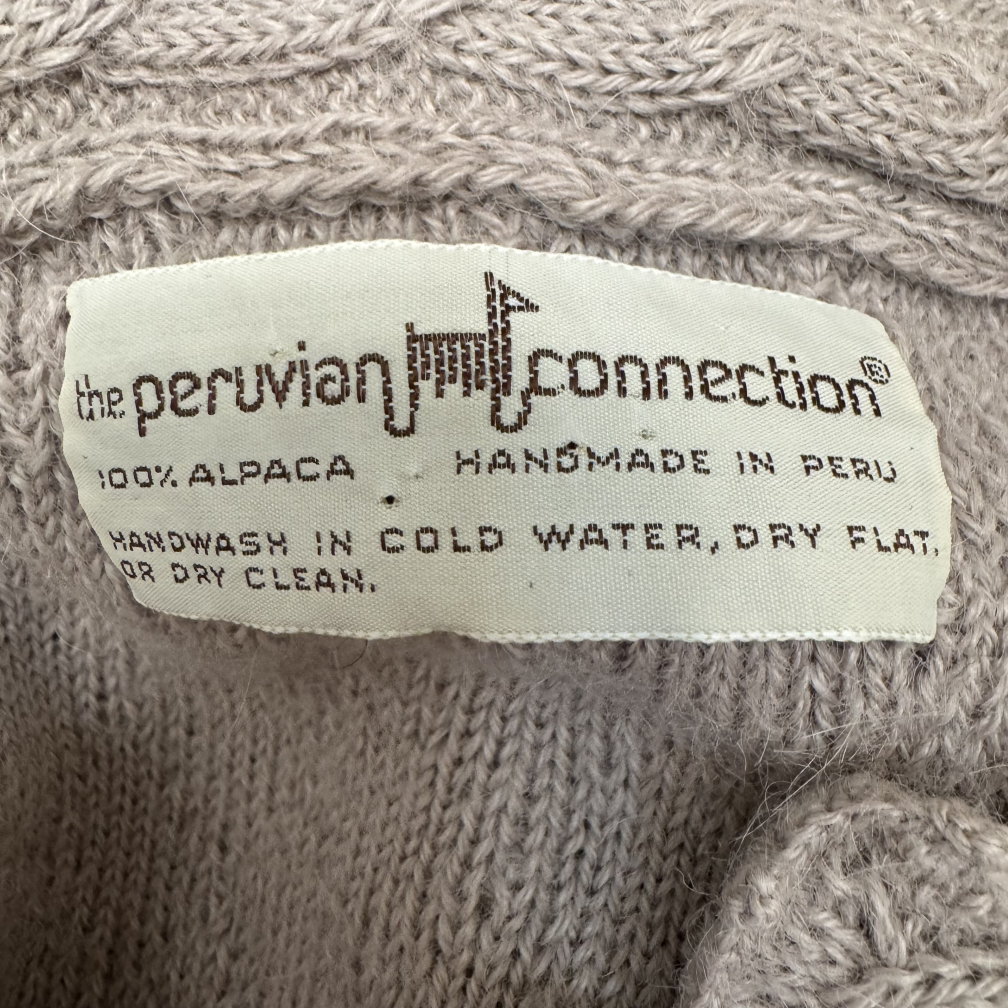 the peruvian connection®
100% ALPACA HANDMADE IN PERU
HANDWASH IN COLD WATER, DRY FLAT.
OR DRY CLEAN.